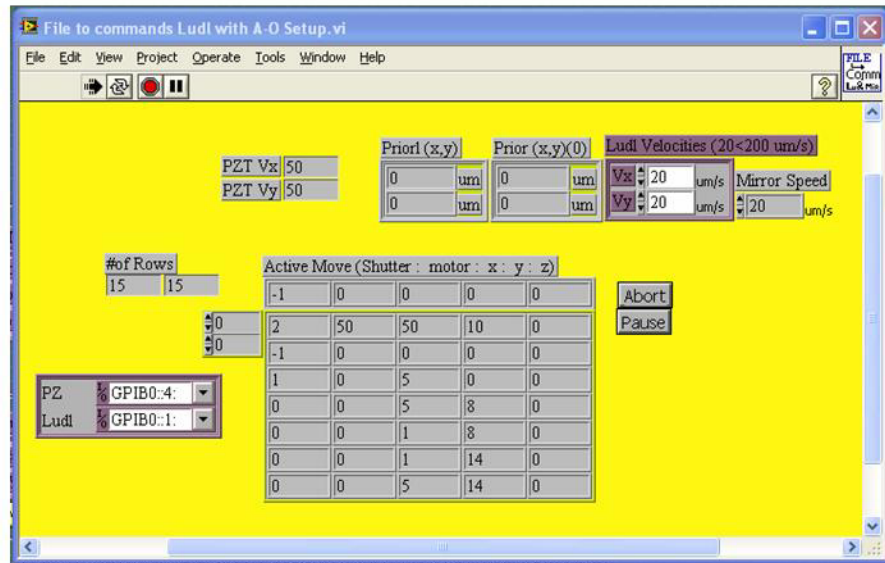 File to commands Ludl with A-O Setup.vi
File Edit View Project Operate Tools Window Help
FILE
Comm
Prior1 (x,y) Prior (x,y)(0) Ludl Velocities (20<200 um/s)
PZT Vx 50
PZT Vy 50
0 um 0 um Vx 20 um/s Mirror Speed
0 um 0 um Vy 20 um/s 20 um/s
#of Rows Active Move (Shutter : motor : x : y : z)
15 15
-1 0 0 0 0 Abort
0 2 50 50 10 0 Pause
0 -1 0 0 0 0
1 0 5 0 0
PZ GPIB0::4:
0 0 5 8 0
Ludl GPIB0::1:
0 0 1 8 0
0 0 1 14 0
0 0 5 14 0